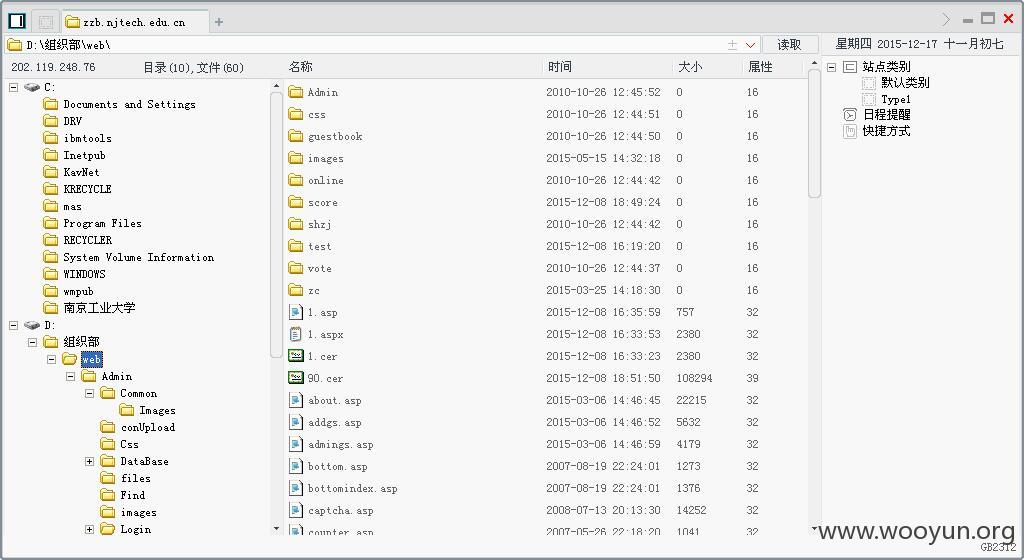 zzb.njtech.edu.cn
D:\组织部\web\
读取
星期四 2015-12-17 十一月初七
202.119.248.76
目录(10),文件(60)
名称 时间 大小 属性
C:
Documents and Settings
DRV
ibmtools
Inetpub
KavNet
KRECYCLE
mas
Program Files
RECYCLER
System Volume Information
WINDOWS
wmpub
南京工业大学
D:
组织部
web
Admin
Common
Images
conUpload
Css
DataBase
files
Find
images
Login
Admin 2010-10-26 12:45:52 0 16
css 2010-10-26 12:44:51 0 16
guestbook 2010-10-26 12:44:50 0 16
images 2015-05-15 14:32:18 0 16
online 2010-10-26 12:44:42 0 16
score 2015-12-08 18:49:24 0 16
shzj 2010-10-26 12:44:42 0 16
test 2015-12-08 16:19:20 0 16
vote 2010-10-26 12:44:37 0 16
zc 2015-03-25 14:18:30 0 16
1.asp 2015-12-08 16:35:59 757 32
1.aspx 2015-12-08 16:33:53 2380 32
1.cer 2015-12-08 16:33:23 2380 32
90.cer 2015-12-08 18:51:50 108294 39
about.asp 2015-03-06 14:46:45 22215 32
addgs.asp 2015-03-06 14:46:52 5632 32
admings.asp 2015-03-06 14:46:59 4179 32
bottom.asp 2007-08-19 22:24:01 1273 32
bottomindex.asp 2007-08-19 22:24:01 1376 32
captcha.asp 2008-07-13 20:13:30 14252 32
counter.asp 2007-05-26 22:18:20 1041 32
站点类别
默认类别
Type1
日程提醒
快捷方式
www.wooyun.org
GB2312